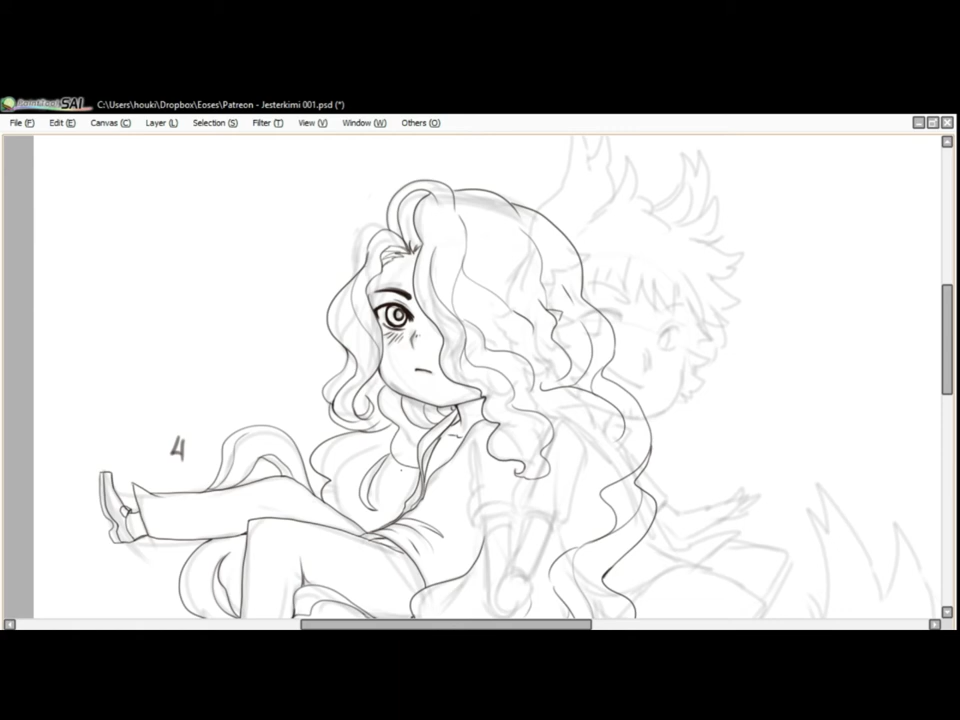 PaintTool SAI C:\Users\houki\Dropbox\Eoses\Patreon - Jesterkimi 001.psd (*)
File (F) Edit (E) Canvas (C) Layer (L) Selection (S) Filter (T) View (V) Window (W) Others (O)
4